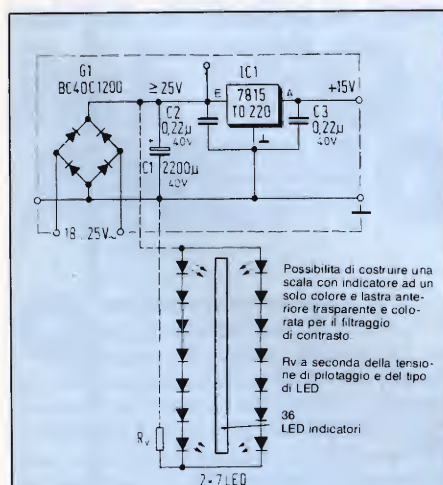 G1
BC40C1200
≥25V
IC1
7815
TO 220
E
A
+15V
C2
0,22µ
40V
C3
0,22µ
40V
+
C1 2200µ
40V
18...25V~
Possibilita di costruire una
scala con indicatore ad un
solo colore e lastra ante-
riore trasparente e colo-
rata per il filtraggio
di contrasto.
Rv a seconda della tensio-
ne di pilotaggio e del tipo
di LED
36
LED indicatori
Rv
2×7LED